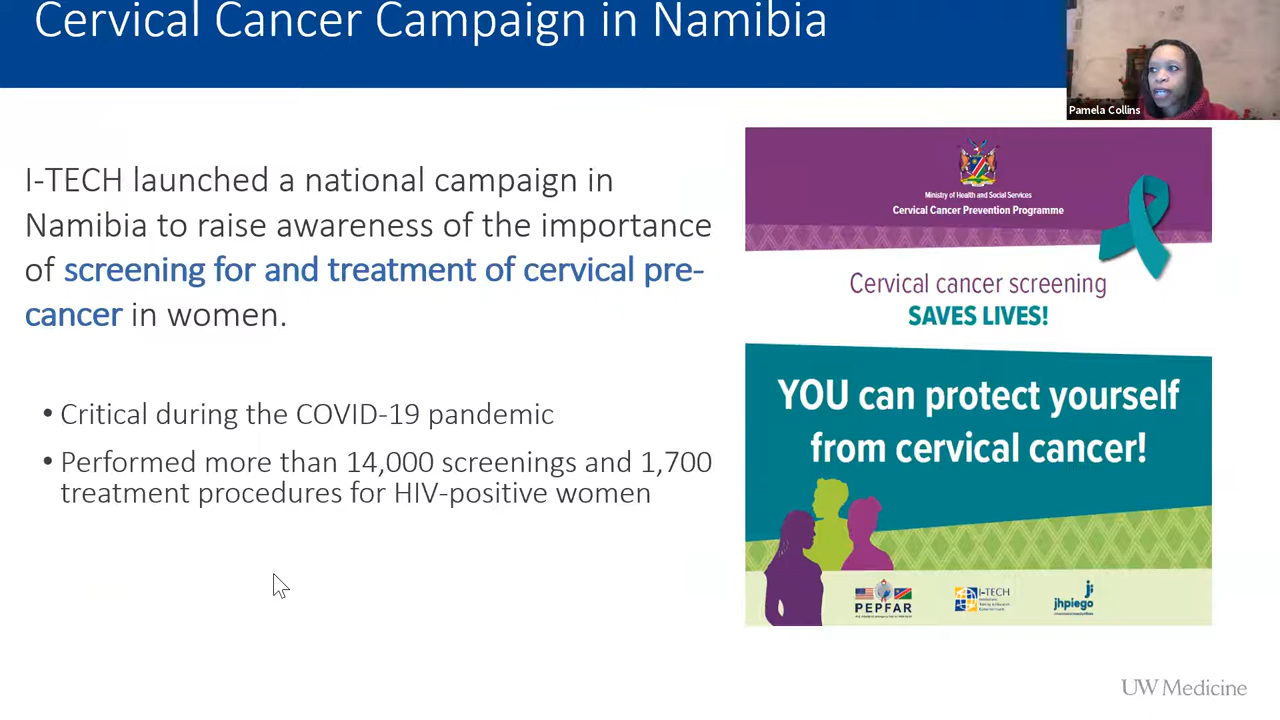 Cervical Cancer Campaign in Namibia
Pamela Collins
I-TECH launched a national campaign in
Namibia to raise awareness of the importance
of screening for and treatment of cervical pre-
cancer in women.
• Critical during the COVID-19 pandemic
• Performed more than 14,000 screenings and 1,700
treatment procedures for HIV-positive women
Ministry of Health and Social Services
Cervical Cancer Prevention Programme
Cervical cancer screening
SAVES LIVES!
YOU can protect yourself
from cervical cancer!
PEPFAR
I-TECH
jhpiego
UW Medicine